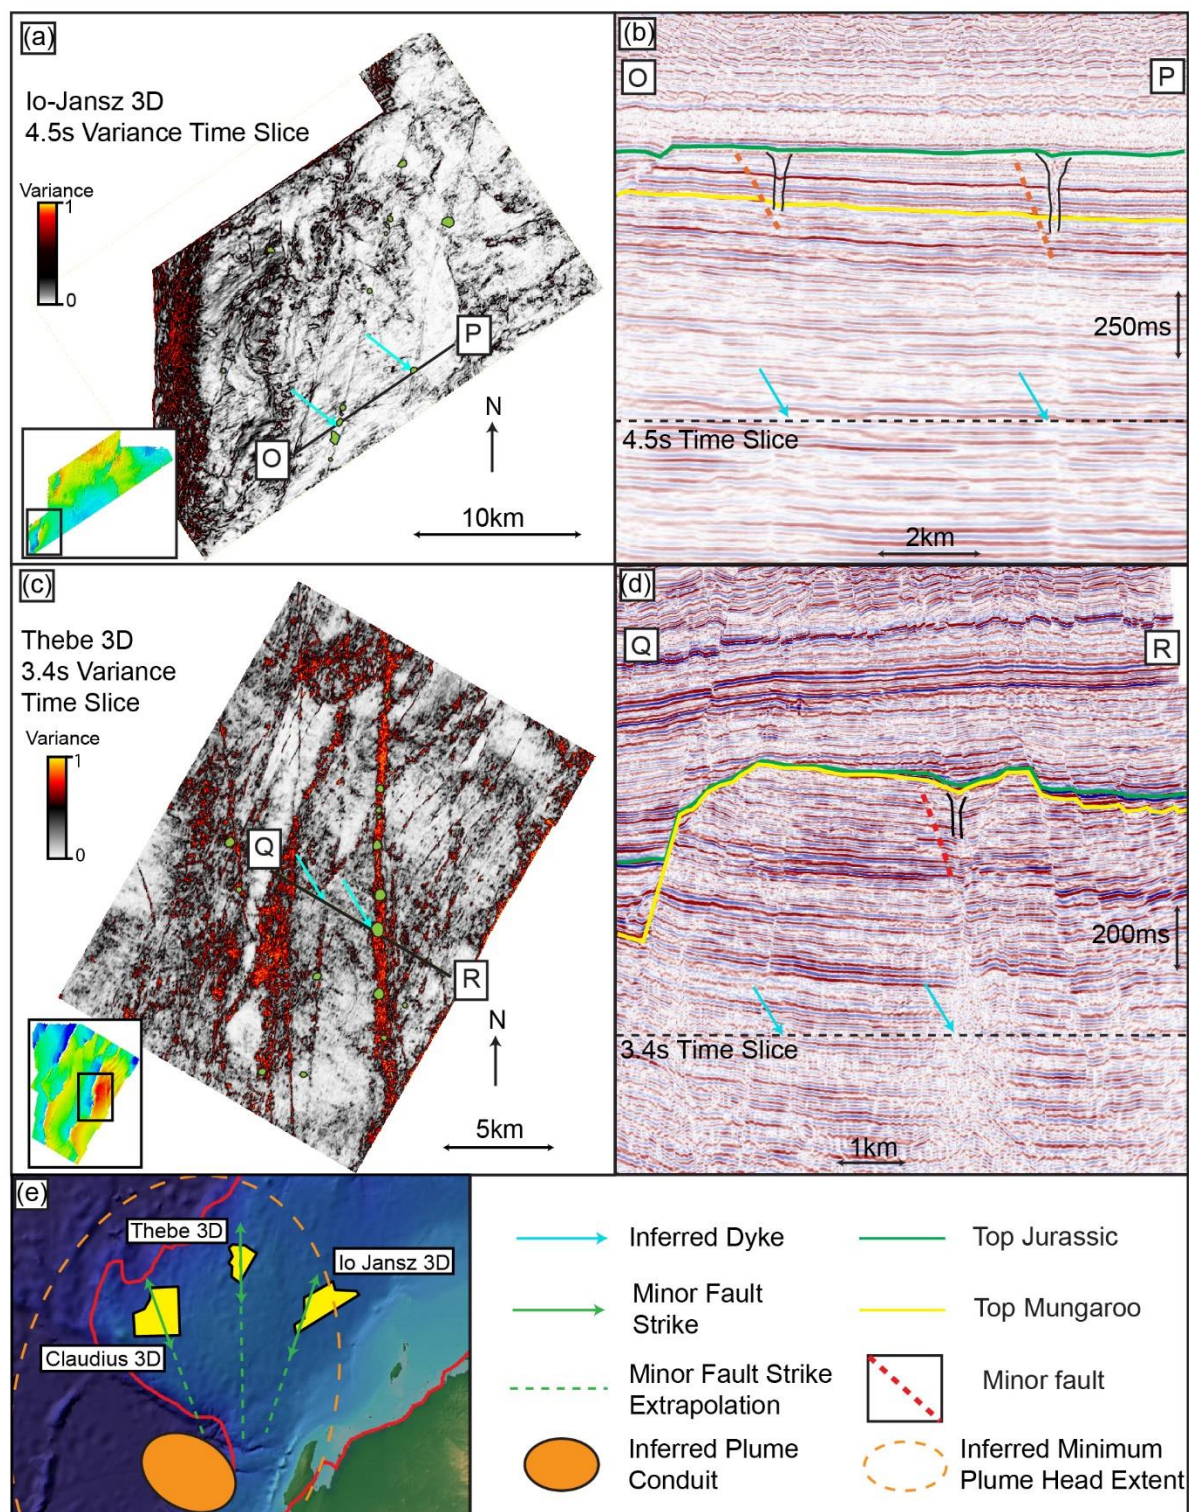 (a)
Io-Jansz 3D
4.5s Variance Time Slice
Variance
1
0
P
O
N
10km
(b)
O
P
250ms
4.5s Time Slice
2km
(c)
Thebe 3D
3.4s Variance
Time Slice
Variance
1
0
Q
R
N
5km
(d)
Q
R
200ms
3.4s Time Slice
1km
(e)
Thebe 3D
Io Jansz 3D
Claudius 3D
Inferred Dyke
Minor Fault
Strike
Minor Fault Strike
Extrapolation
Inferred Plume
Conduit
Top Jurassic
Top Mungaroo
Minor fault
Inferred Minimum
Plume Head Extent